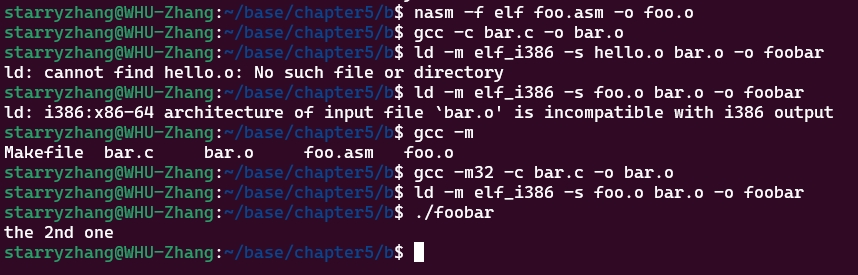 starryzhang@WHU-Zhang:~/base/chapter5/b$ nasm -f elf foo.asm -o foo.o
starryzhang@WHU-Zhang:~/base/chapter5/b$ gcc -c bar.c -o bar.o
starryzhang@WHU-Zhang:~/base/chapter5/b$ ld -m elf_i386 -s hello.o bar.o -o foobar
ld: cannot find hello.o: No such file or directory
starryzhang@WHU-Zhang:~/base/chapter5/b$ ld -m elf_i386 -s foo.o bar.o -o foobar
ld: i386:x86-64 architecture of input file `bar.o' is incompatible with i386 output
starryzhang@WHU-Zhang:~/base/chapter5/b$ gcc -m
Makefile  bar.c     bar.o     foo.asm   foo.o
starryzhang@WHU-Zhang:~/base/chapter5/b$ gcc -m32 -c bar.c -o bar.o
starryzhang@WHU-Zhang:~/base/chapter5/b$ ld -m elf_i386 -s foo.o bar.o -o foobar
starryzhang@WHU-Zhang:~/base/chapter5/b$ ./foobar
the 2nd one
starryzhang@WHU-Zhang:~/base/chapter5/b$